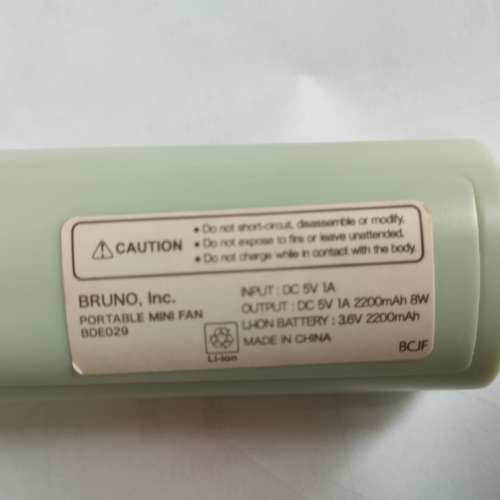 CAUTION
• Do not short-circuit, disassemble or modify.
• Do not expose to fire or leave unattended.
• Do not charge while in contact with the body.
BRUNO, Inc.
PORTABLE MINI FAN
BDE029
Li-ion
INPUT : DC 5V 1A
OUTPUT : DC 5V 1A 2200mAh 8W
LI-ION BATTERY : 3.6V 2200mAh
MADE IN CHINA
BCJF